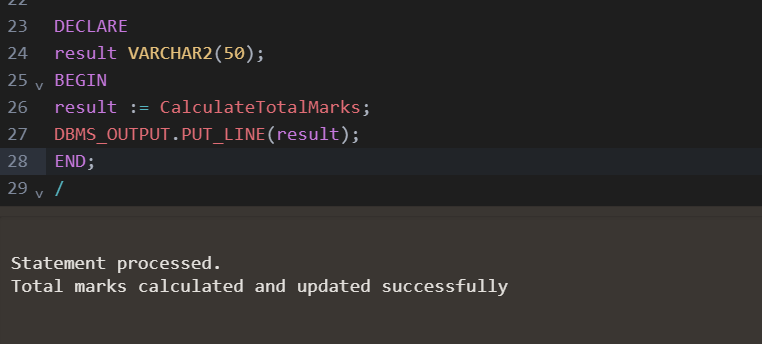 22
23 DECLARE
24 result VARCHAR2(50);
25 v BEGIN
26 result := CalculateTotalMarks;
27 DBMS_OUTPUT.PUT_LINE(result);
28 END;
29 v /
Statement processed.
Total marks calculated and updated successfully